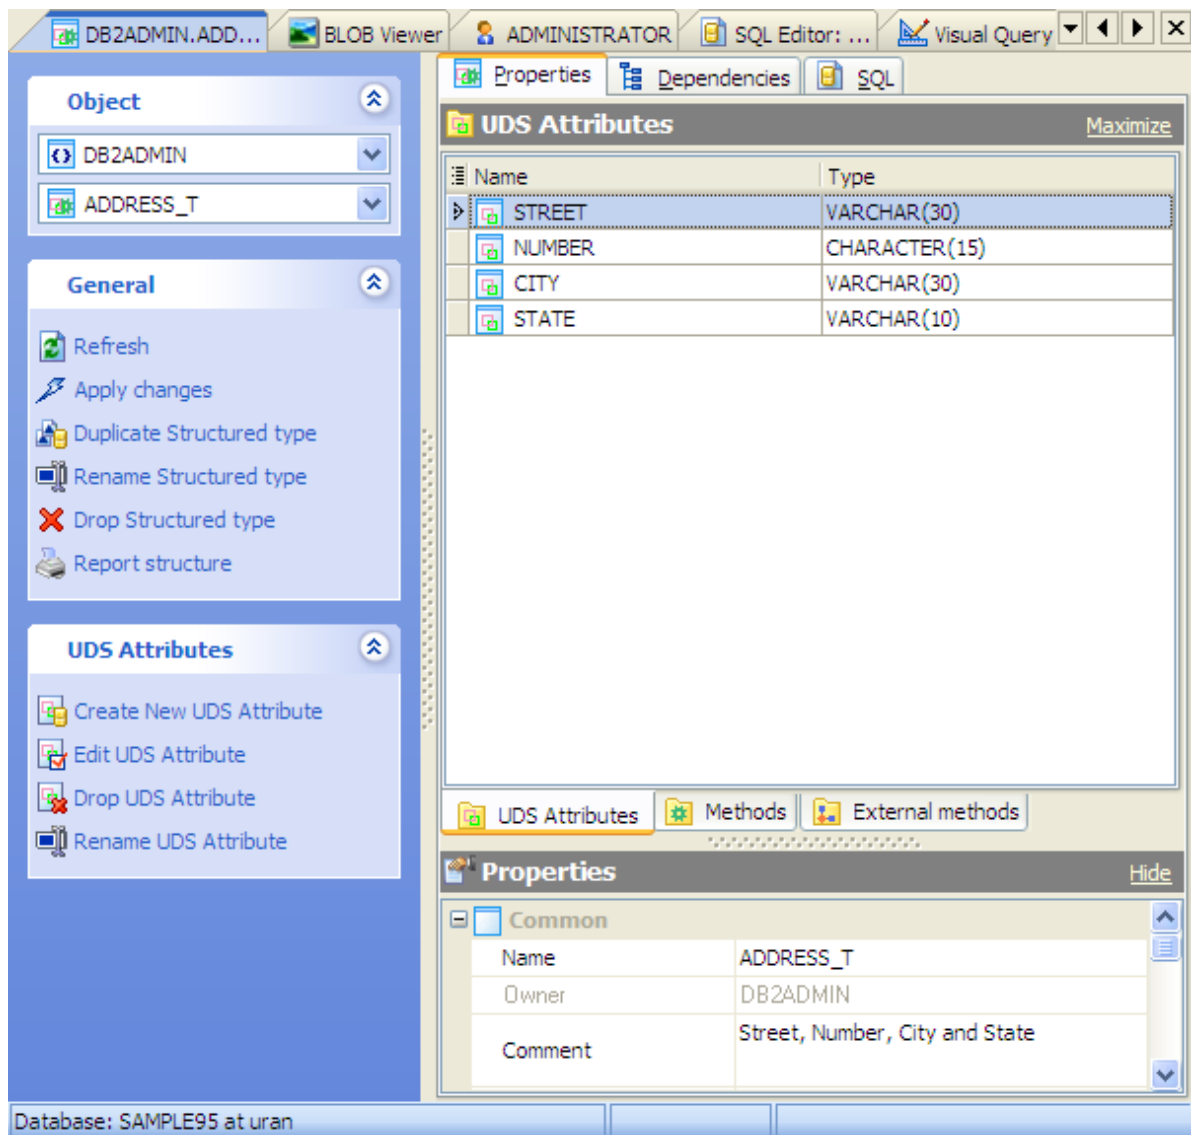 DB2ADMIN.ADD... BLOB Viewer ADMINISTRATOR SQL Editor: ... Visual Query
Object
DB2ADMIN
ADDRESS_T
General
Refresh
Apply changes
Duplicate Structured type
Rename Structured type
Drop Structured type
Report structure
UDS Attributes
Create New UDS Attribute
Edit UDS Attribute
Drop UDS Attribute
Rename UDS Attribute
Properties Dependencies SQL
UDS Attributes Maximize
Name Type
STREET VARCHAR(30)
NUMBER CHARACTER(15)
CITY VARCHAR(30)
STATE VARCHAR(10)
UDS Attributes Methods External methods
Properties Hide
Common
Name ADDRESS_T
Owner DB2ADMIN
Comment Street, Number, City and State
Database: SAMPLE95 at uran